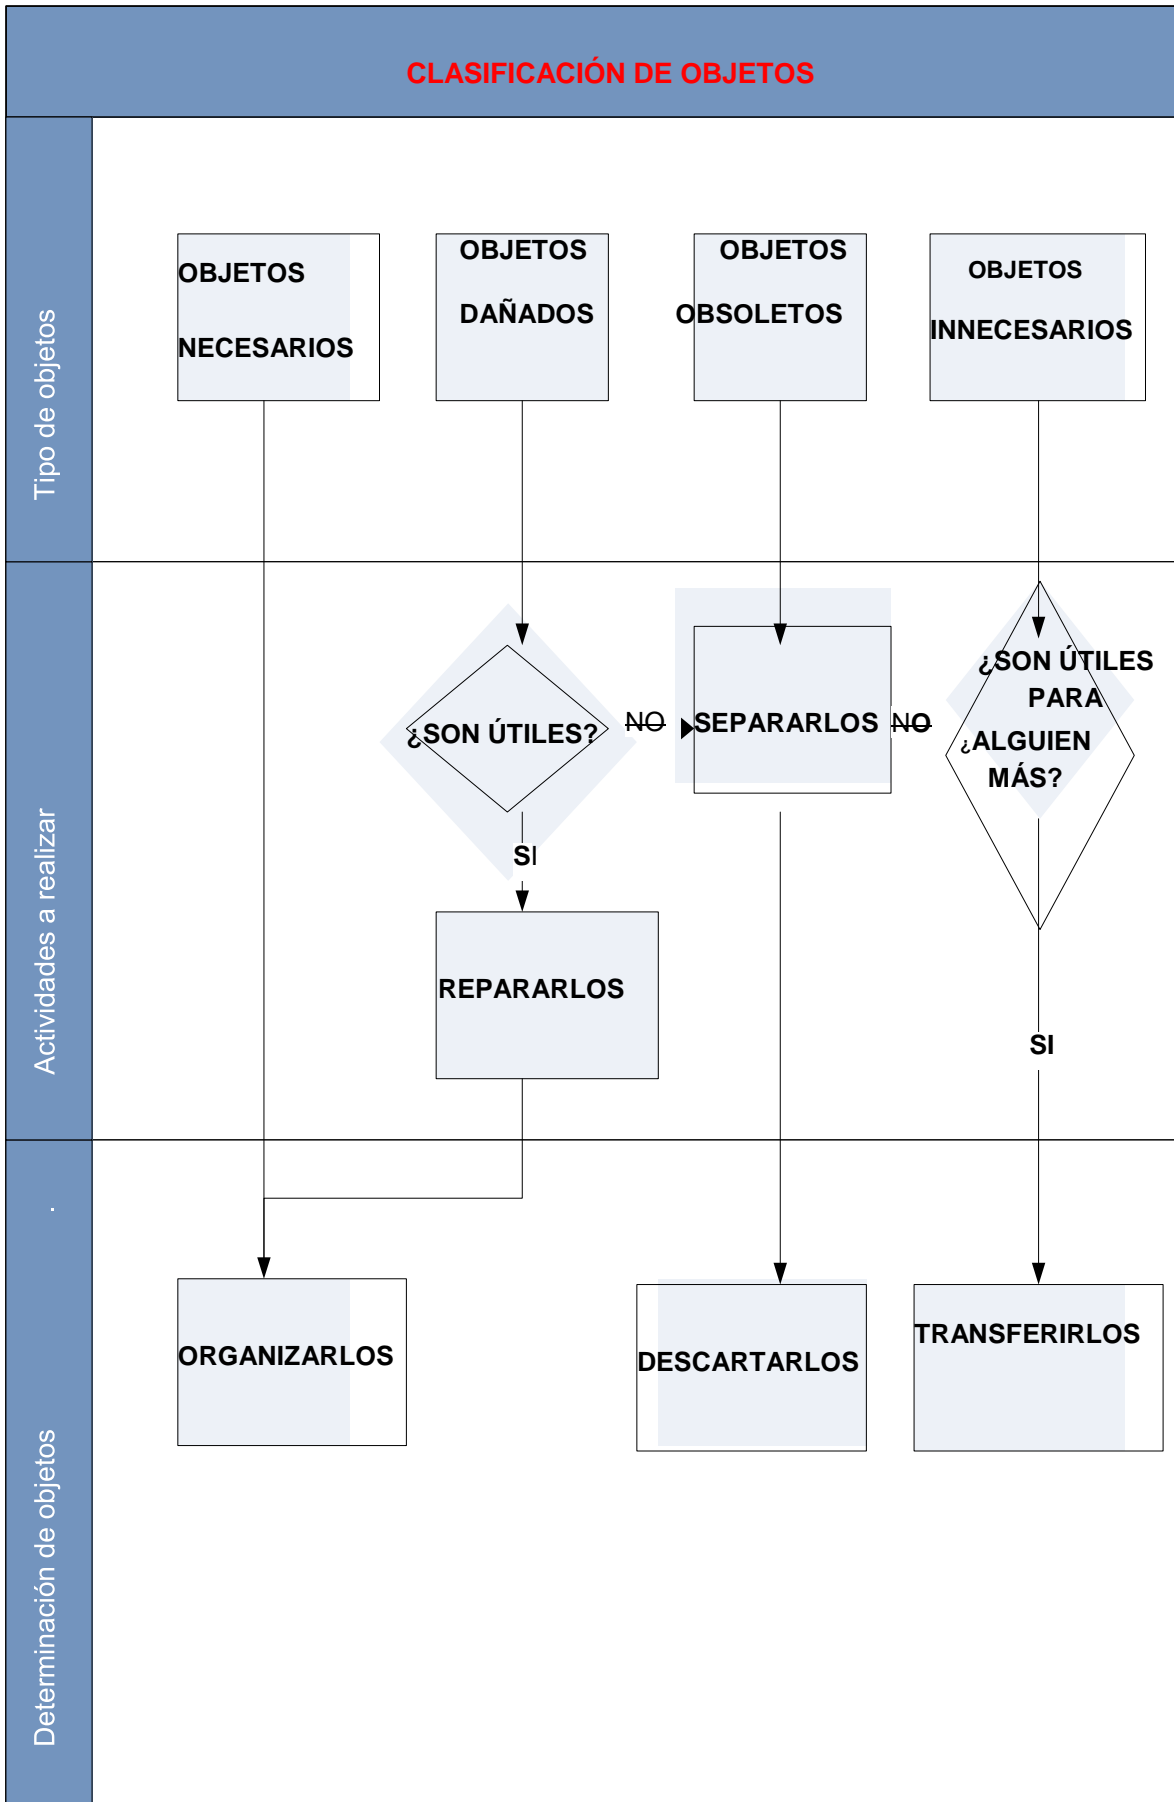 CLASIFICACIÓN DE OBJETOS
Tipo de objetos
OBJETOS
NECESARIOS
OBJETOS
DAÑADOS
OBJETOS
OBSOLETOS
OBJETOS
INNECESARIOS
Actividades a realizar
¿SON ÚTILES?
NO
SEPARARLOS
NO
¿SON ÚTILES
PARA
¿ALGUIEN
MÁS?
SI
REPARARLOS
SI
Determinación de objetos .
ORGANIZARLOS
DESCARTARLOS
TRANSFERIRLOS